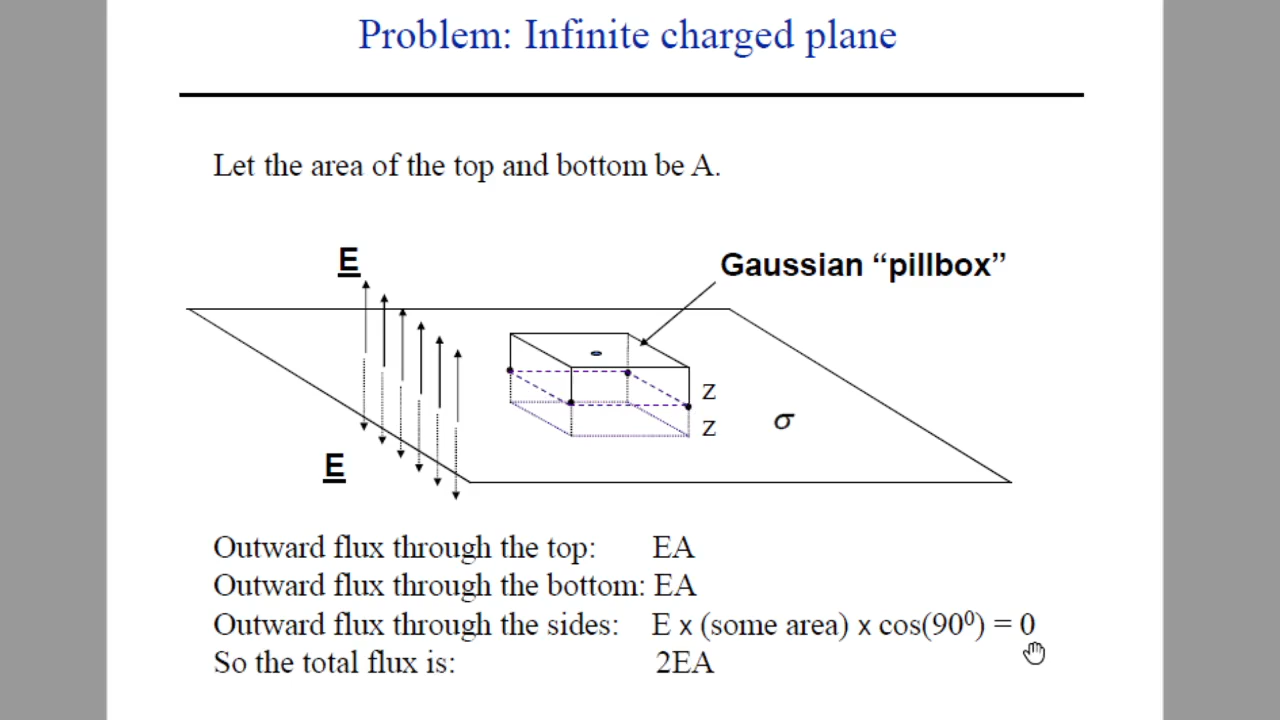 Problem: Infinite charged plane
Let the area of the top and bottom be A.
E
Gaussian “pillbox”
z
z
σ
E
Outward flux through the top: EA
Outward flux through the bottom: EA
Outward flux through the sides: E x (some area) x cos(90⁰) = 0
So the total flux is: 2EA